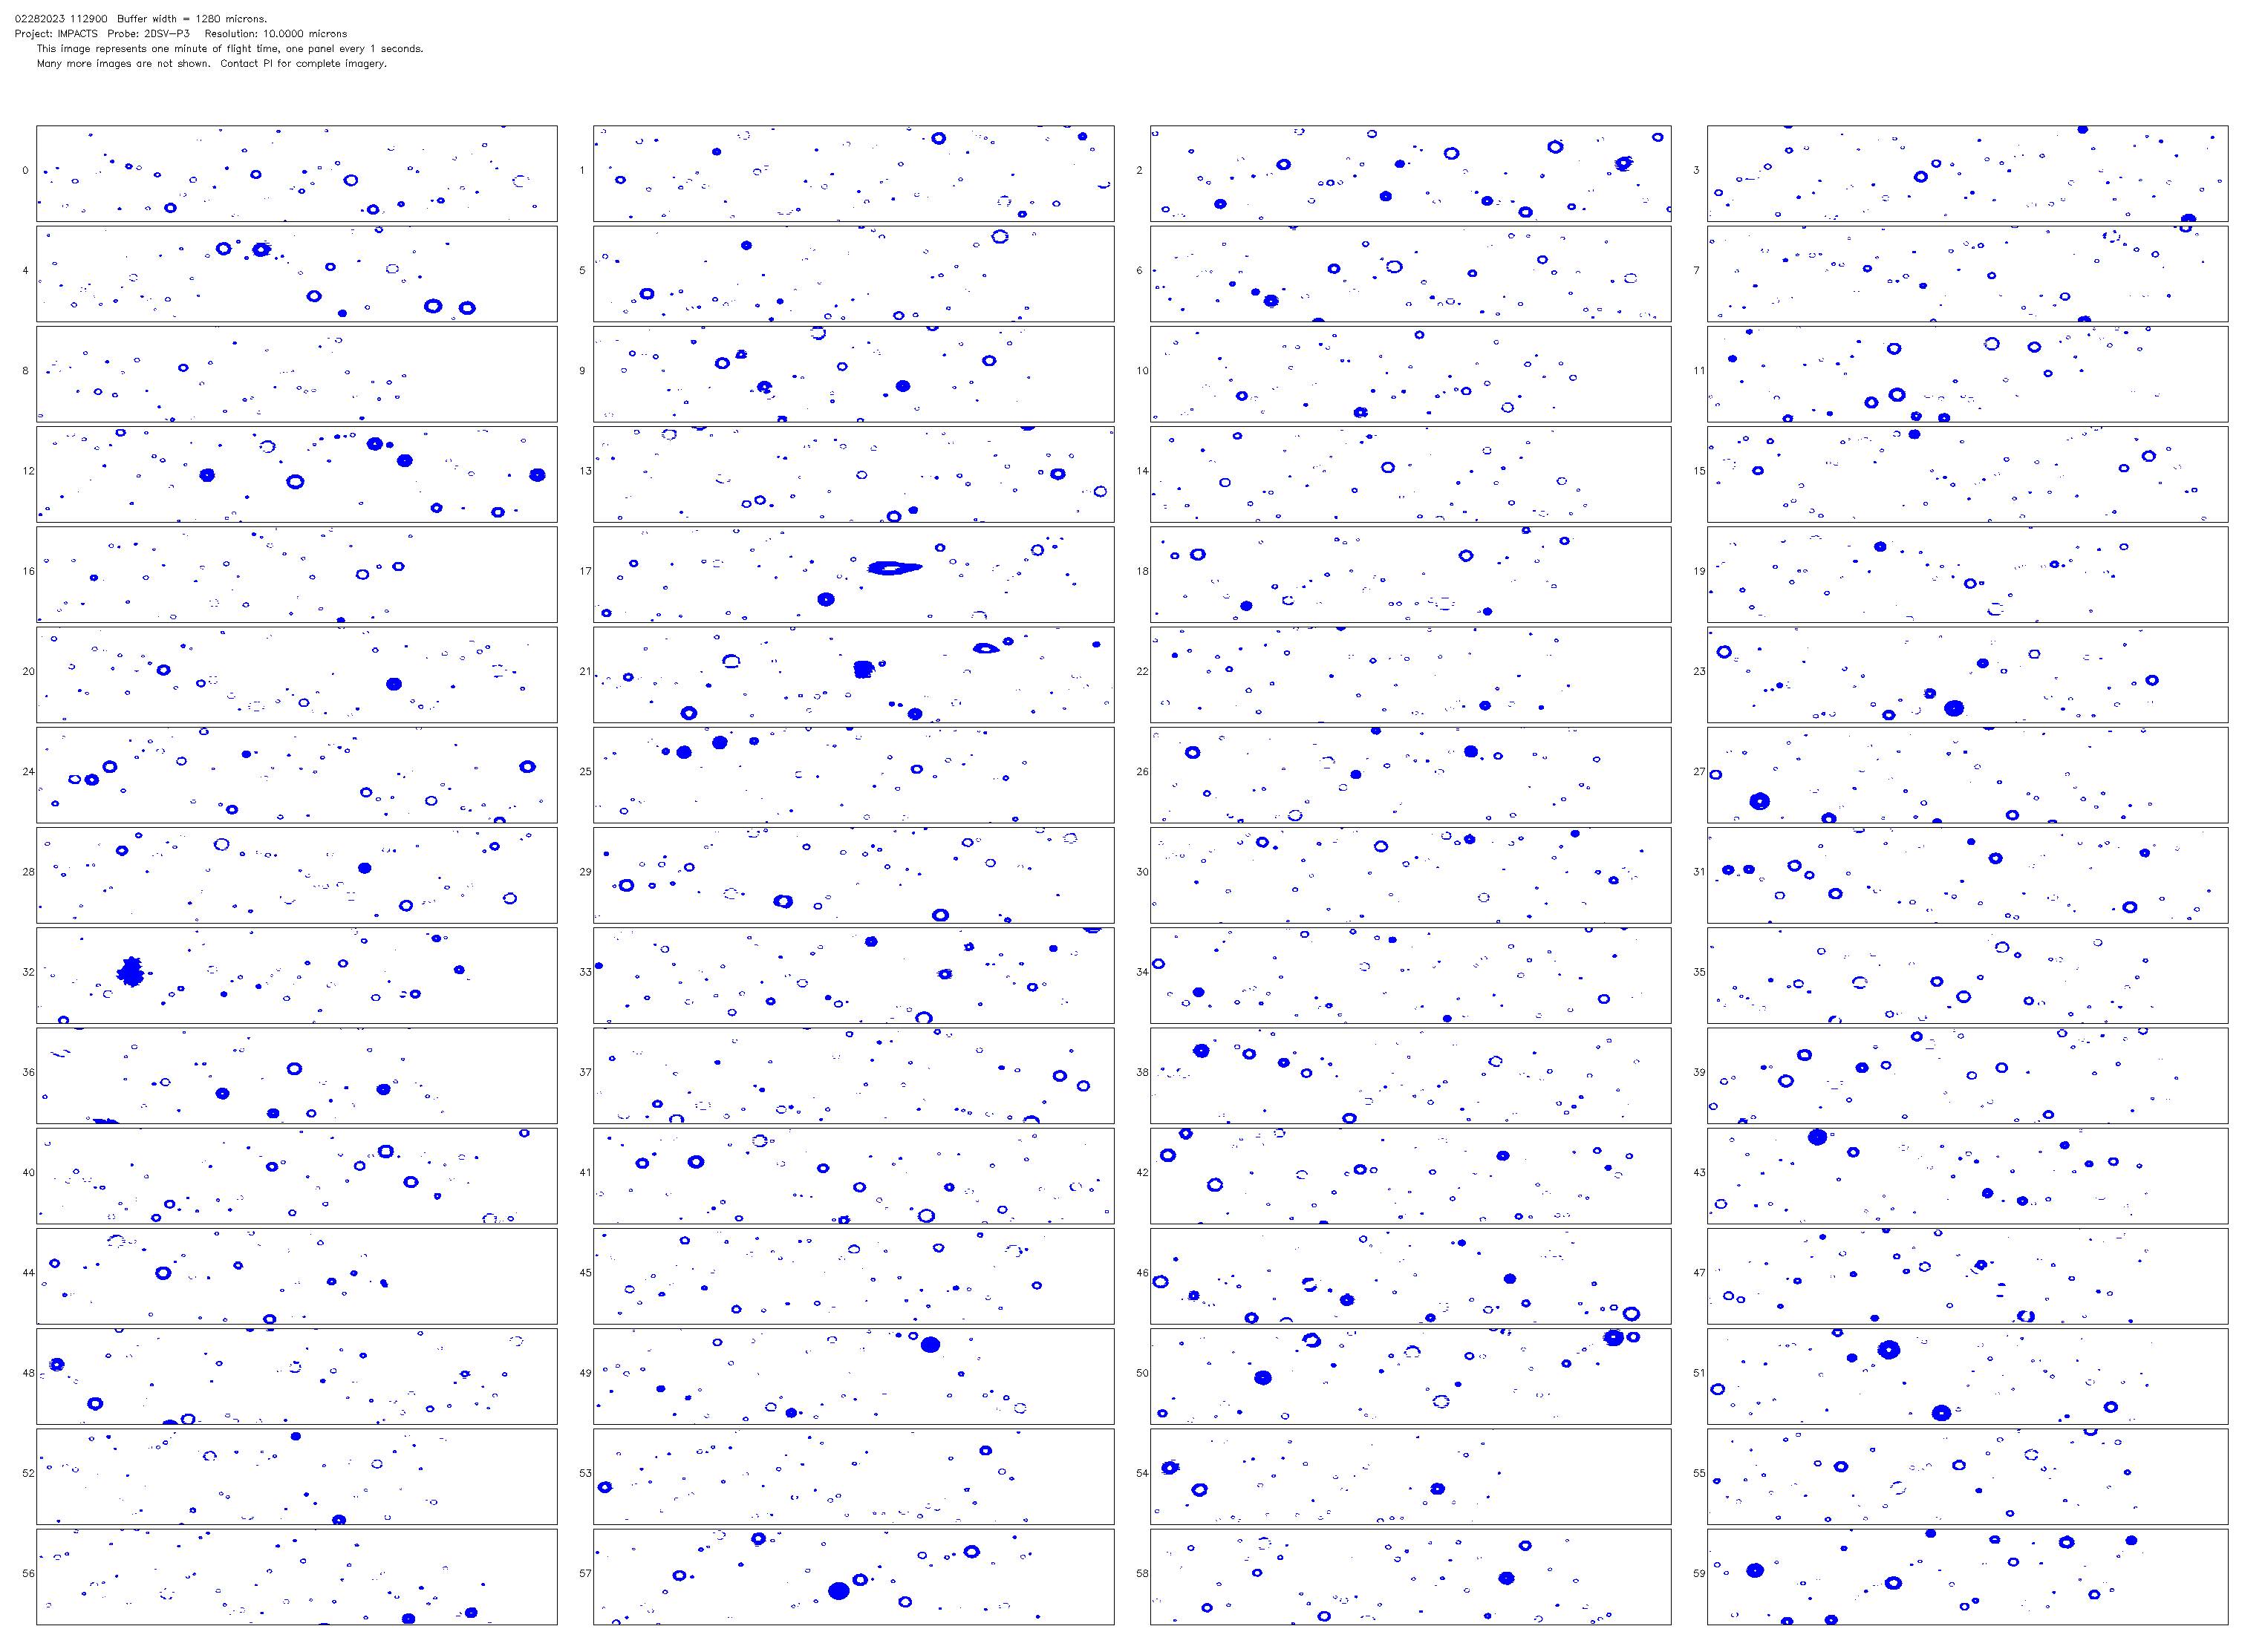 02282023 112900  Buffer width = 1280 microns.
Project: IMPACTS  Probe: 2DSV-P3  Resolution: 10.0000 microns
This image represents one minute of flight time, one panel every 1 seconds.
Many more images are not shown.  Contact PI for complete imagery.
0 1 2 3
4 5 6 7
8 9 10 11
12 13 14 15
16 17 18 19
20 21 22 23
24 25 26 27
28 29 30 31
32 33 34 35
36 37 38 39
40 41 42 43
44 45 46 47
48 49 50 51
52 53 54 55
56 57 58 59